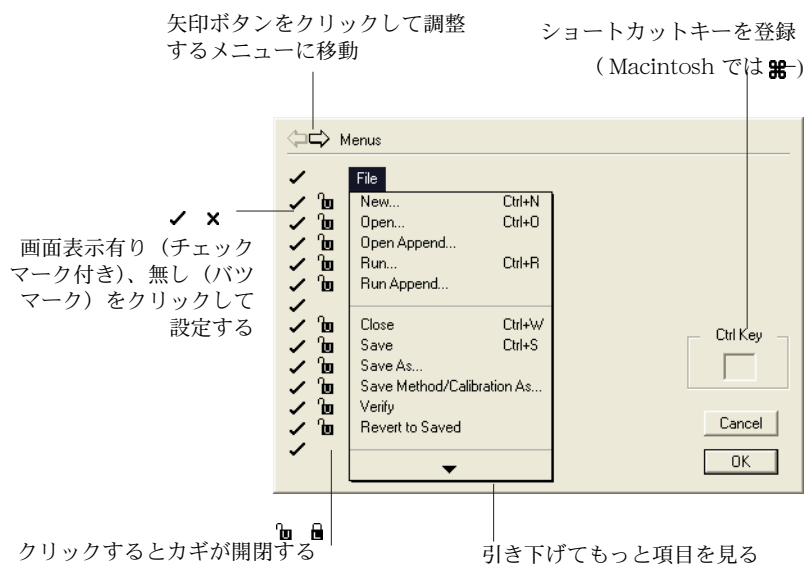 矢印ボタンをクリックして調整
するメニューに移動
ショートカットキーを登録
( Macintosh では ⌘ )
Menus
File
New... Ctrl+N
Open... Ctrl+O
Open Append...
Run... Ctrl+R
Run Append...
Close Ctrl+W
Save Ctrl+S
Save As...
Save Method/Calibration As...
Verify
Revert to Saved
画面表示有り（チェック
マーク付き）、無し（バツ
マーク）をクリックして
設定する
Ctrl Key
Cancel
OK
クリックするとカギが開閉する
引き下げてもっと項目を見る